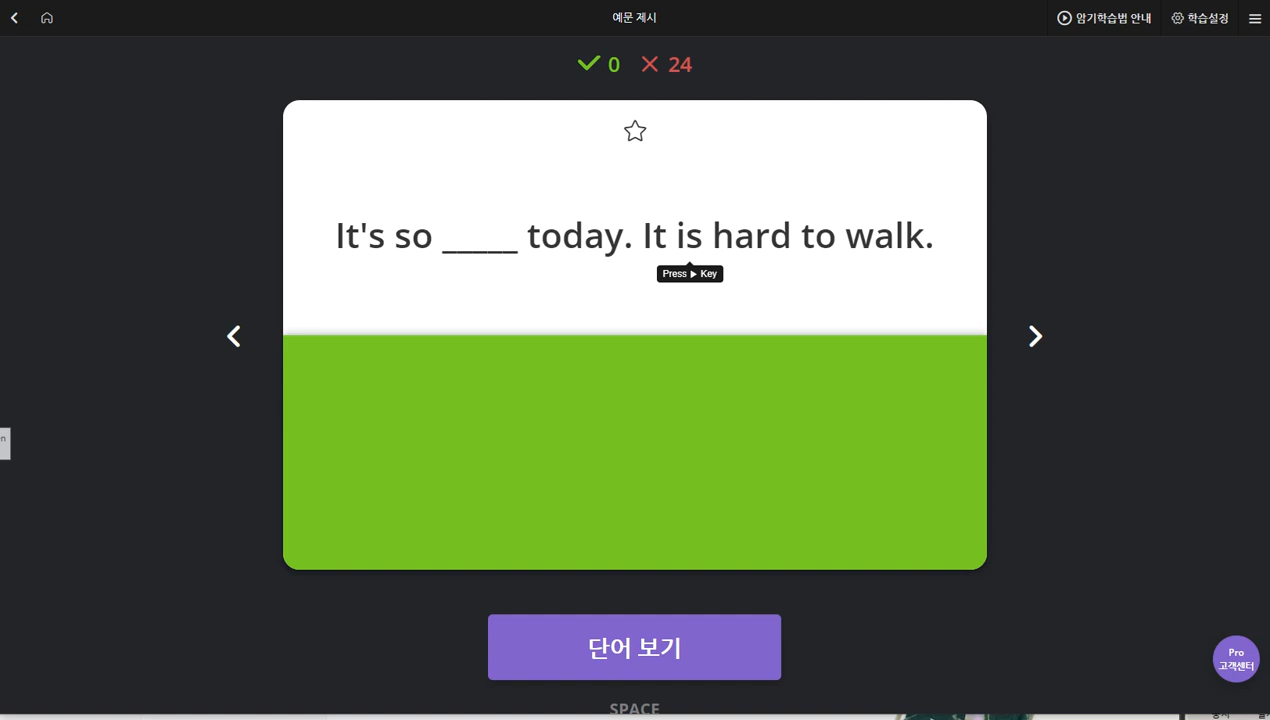 예문 제시
암기학습법 안내
학습설정
0
24
It's so _____ today. It is hard to walk.
Press ▶ Key
en
단어 보기
Pro
고객센터
SPACE